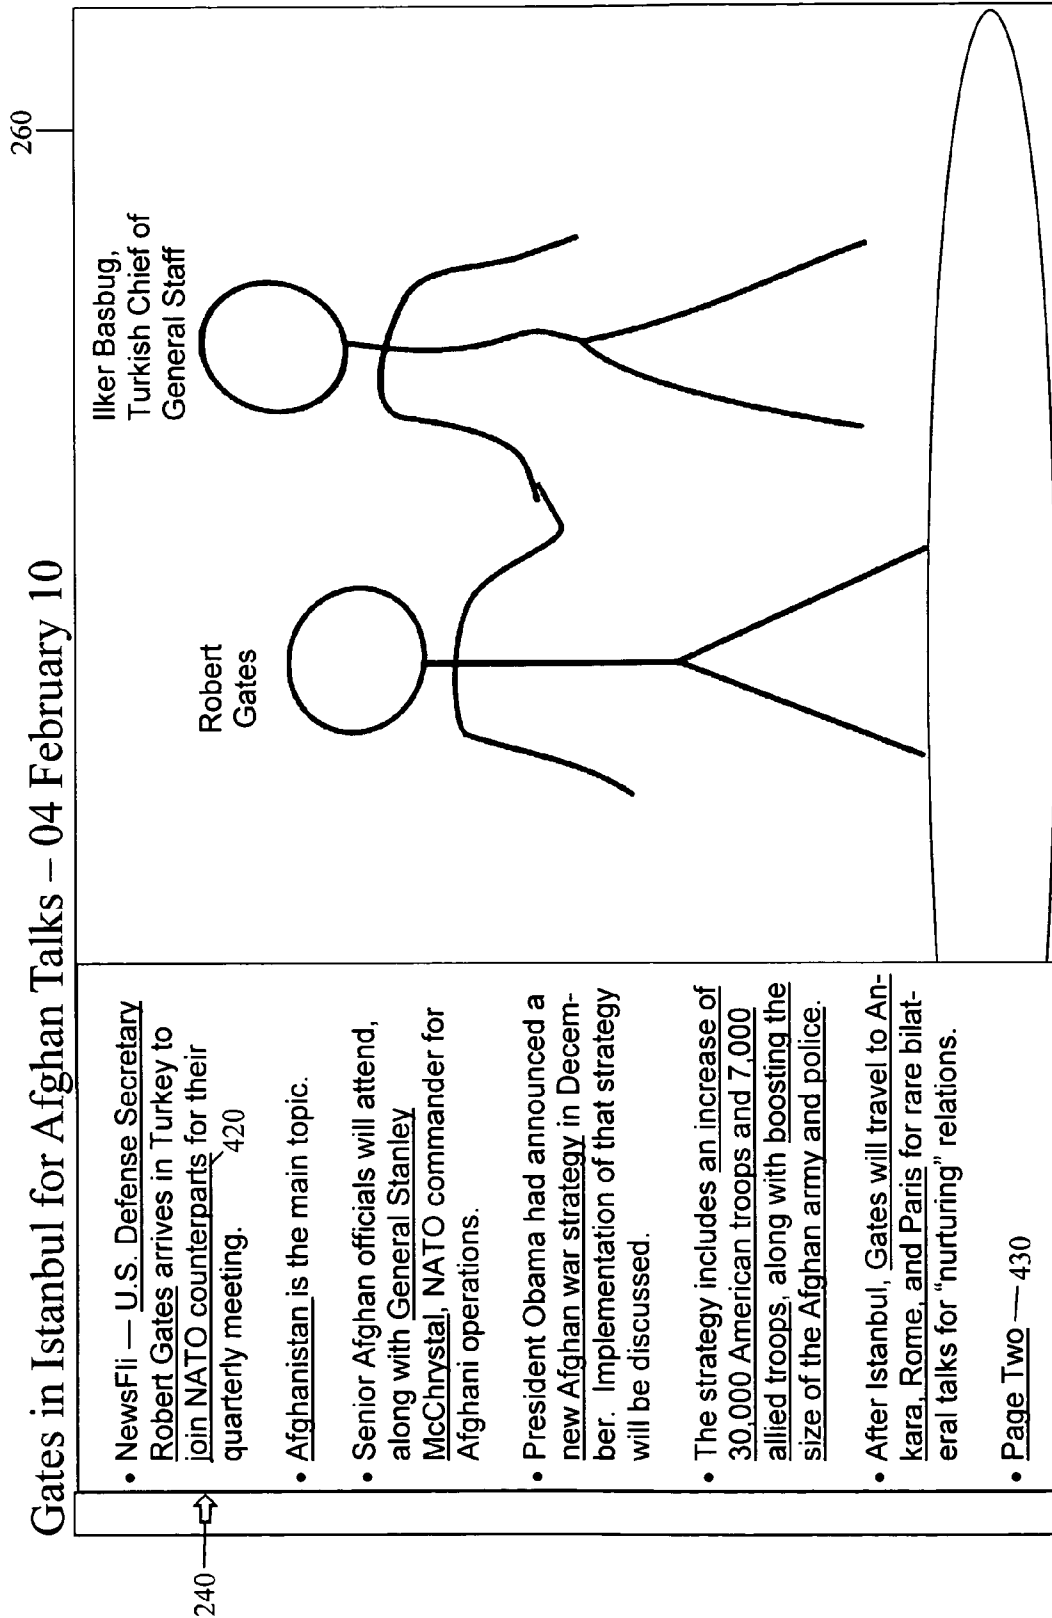 Gates in Istanbul for Afghan Talks – 04 February 10
240
• NewsFli — U.S. Defense Secretary
Robert Gates arrives in Turkey to
join NATO counterparts for their
quarterly meeting.
420
• Afghanistan is the main topic.
• Senior Afghan officials will attend,
along with General Stanley
McChrystal, NATO commander for
Afghani operations.
• President Obama had announced a
new Afghan war strategy in Decem-
ber. Implementation of that strategy
will be discussed.
• The strategy includes an increase of
30,000 American troops and 7,000
allied troops, along with boosting the
size of the Afghan army and police.
• After Istanbul, Gates will travel to An-
kara, Rome, and Paris for rare bilat-
eral talks for “nurturing” relations.
• Page Two
430
Robert
Gates
Ilker Basbug,
Turkish Chief of
General Staff
260